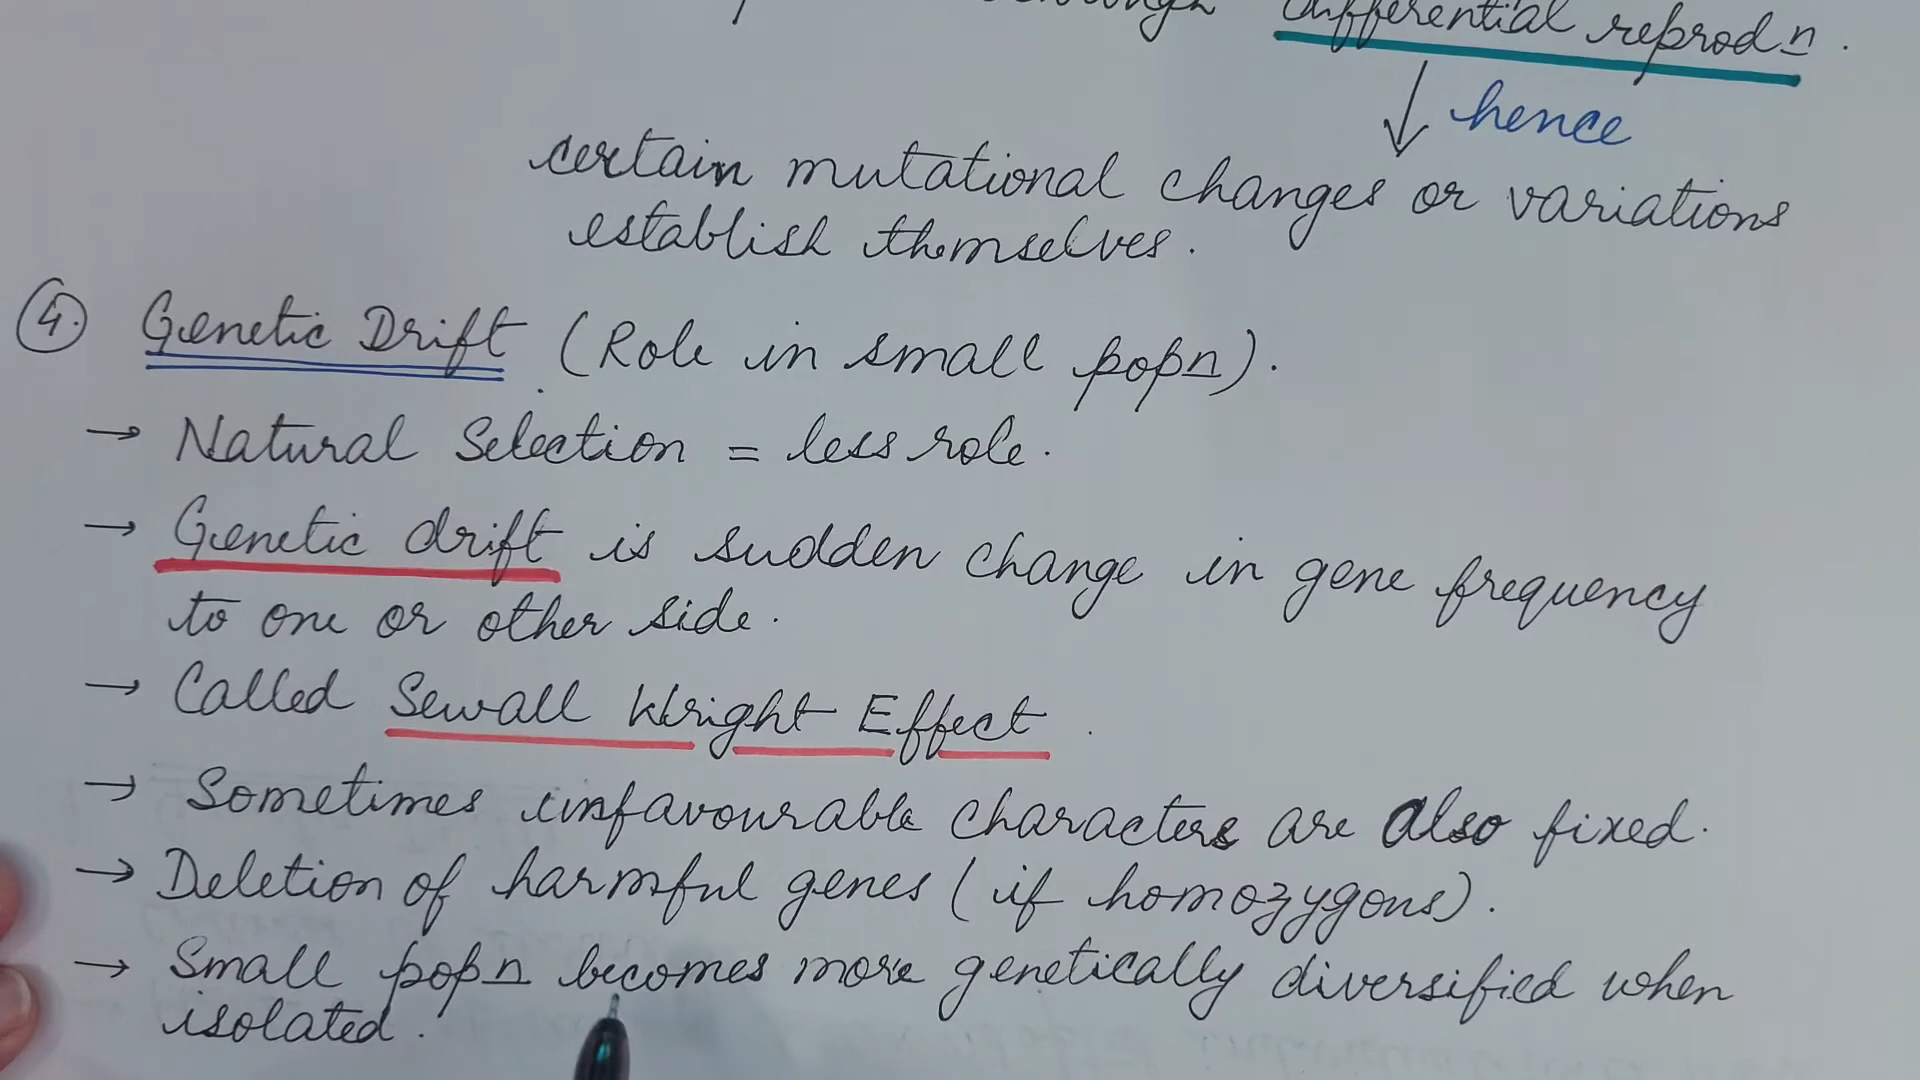 through differential reprod n.
↓ hence
certain mutational changes or variations
establish themselves.
4. Genetic Drift (Role in small popn).
→ Natural Selection = less role.
→ Genetic drift is sudden change in gene frequency
to one or other side.
→ Called Sewall Wright Effect.
→ Sometimes unfavourable characters are also fixed.
→ Deletion of harmful genes (if homozygous).
→ Small popn becomes more genetically diversified when
isolated.